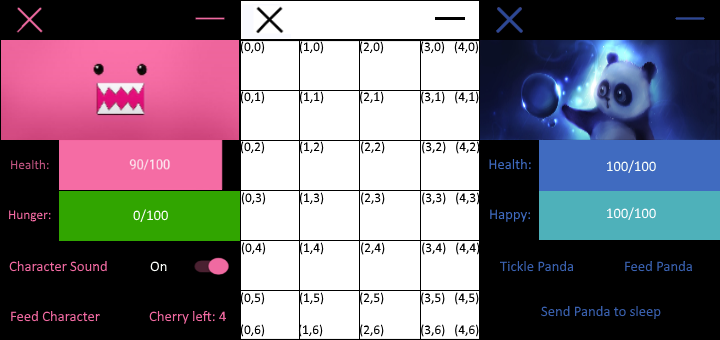 Health: 90/100
Hunger: 0/100
Character Sound On
Feed Character Cherry left: 4
(0,0) (1,0) (2,0) (3,0) (4,0)
(0,1) (1,1) (2,1) (3,1) (4,1)
(0,2) (1,2) (2,2) (3,2) (4,2)
(0,3) (1,3) (2,3) (3,3) (4,3)
(0,4) (1,4) (2,4) (3,4) (4,4)
(0,5) (1,5) (2,5) (3,5) (4,5)
(0,6) (1,6) (2,6) (3,6) (4,6)
Health: 100/100
Happy: 100/100
Tickle Panda Feed Panda
Send Panda to sleep